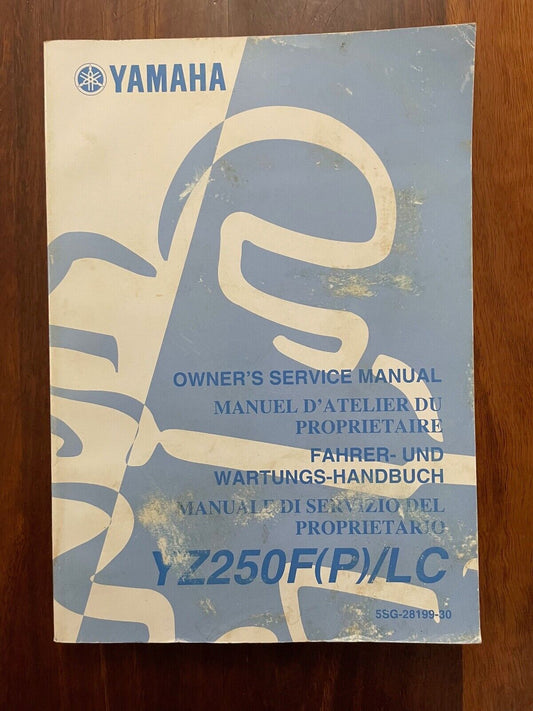 YAMAHA
OWNER'S SERVICE MANUAL
MANUEL D'ATELIER DU
PROPRIETAIRE
FAHRER- UND
WARTUNGS-HANDBUCH
MANUALE DI SERVIZIO DEL
PROPRIETARIO
YZ250F(P)/LC
5SG-28199-30